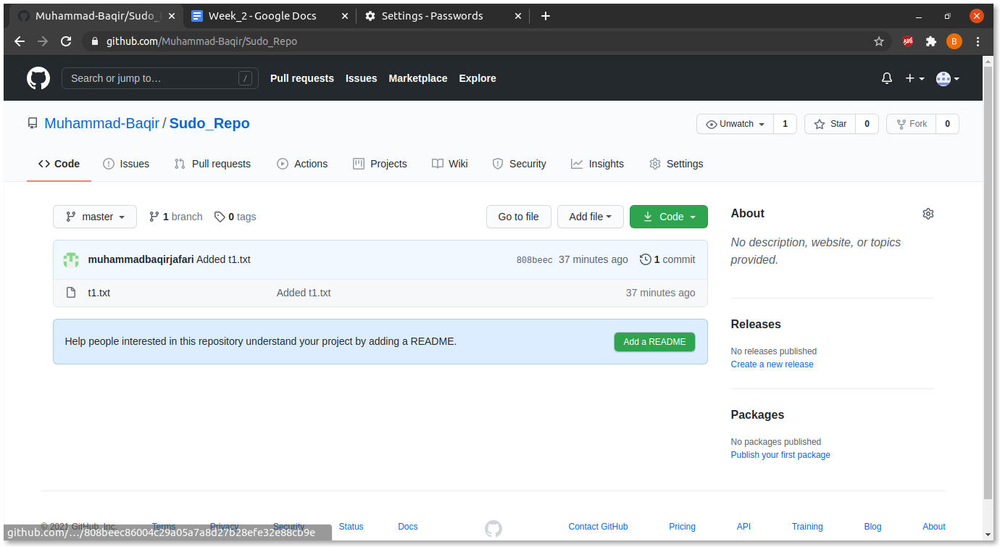 Muhammad-Baqir/Sudo_
Week_2 - Google Docs
Settings - Passwords
github.com/Muhammad-Baqir/Sudo_Repo
ABP
B
Search or jump to…
/
Pull requests Issues Marketplace Explore
Muhammad-Baqir / Sudo_Repo
Unwatch 1
Star 0
Fork 0
Code Issues Pull requests Actions Projects Wiki Security Insights Settings
master
1 branch
0 tags
Go to file
Add file
Code
muhammadbaqirjafari Added t1.txt
808beec 37 minutes ago
1 commit
t1.txt
Added t1.txt
37 minutes ago
Help people interested in this repository understand your project by adding a README.
Add a README
About
No description, website, or topics
provided.
Releases
No releases published
Create a new release
Packages
No packages published
Publish your first package
© 2021 GitHub, Inc. Terms Privacy Security Status Docs Contact GitHub Pricing API Training Blog About
github.com/…/808beec86004c29a05a7a8d27b28efe32e88cb9e